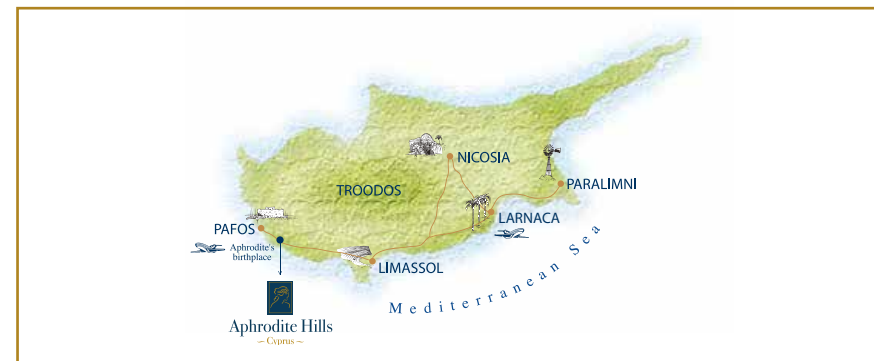 NICOSIA
TROODOS
PARALIMNI
LARNACA
PAFOS
Aphrodite's
birthplace
LIMASSOL
Mediterranean Sea
Aphrodite Hills
~ Cyprus ~